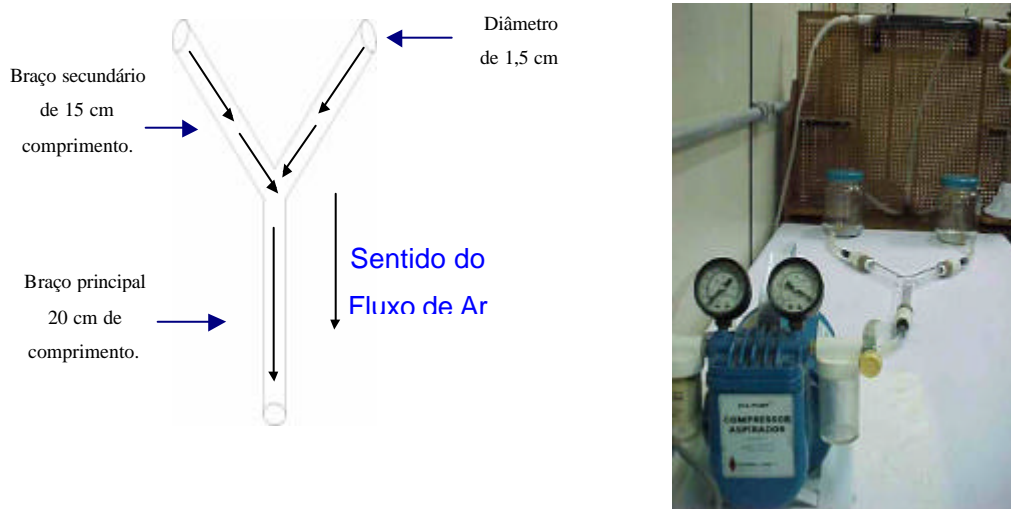 Diâmetro
de 1,5 cm
Braço secundário
de 15 cm
comprimento.
Sentido do
Fluxo de Ar
Braço principal
20 cm de
comprimento.
COMPRESSOR
ASPIRADOR